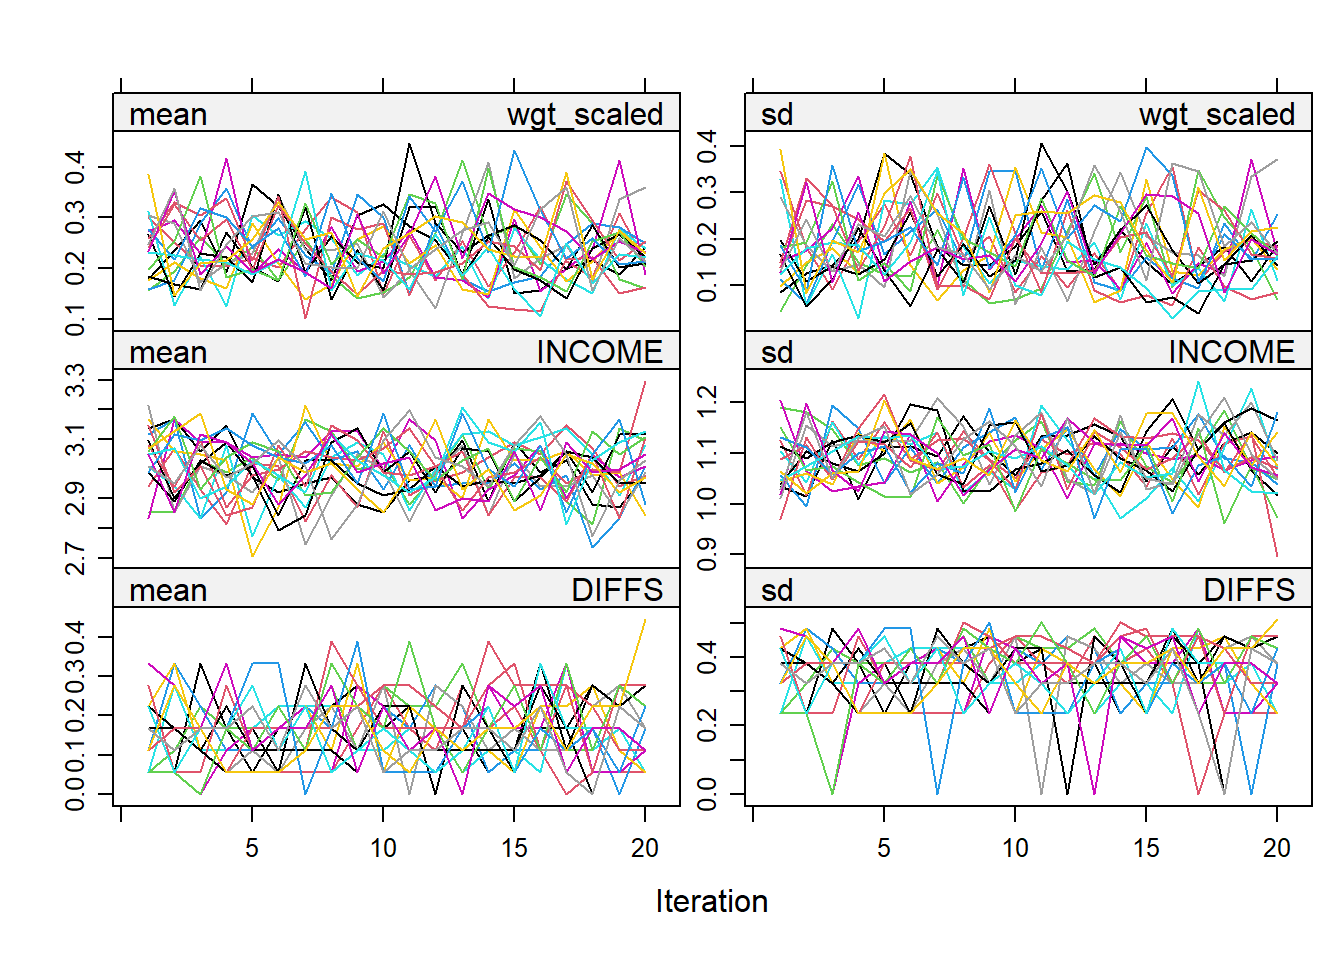 mean wgt_scaled
sd wgt_scaled
0.1 0.2 0.3 0.4
0.1 0.2 0.3 0.4
mean INCOME
sd INCOME
2.7 2.9 3.1 3.3
0.9 1.0 1.1 1.2
mean DIFFS
sd DIFFS
0.0 0.1 0.2 0.3 0.4
0.0 0.2 0.4
5 10 15 20
5 10 15 20
Iteration